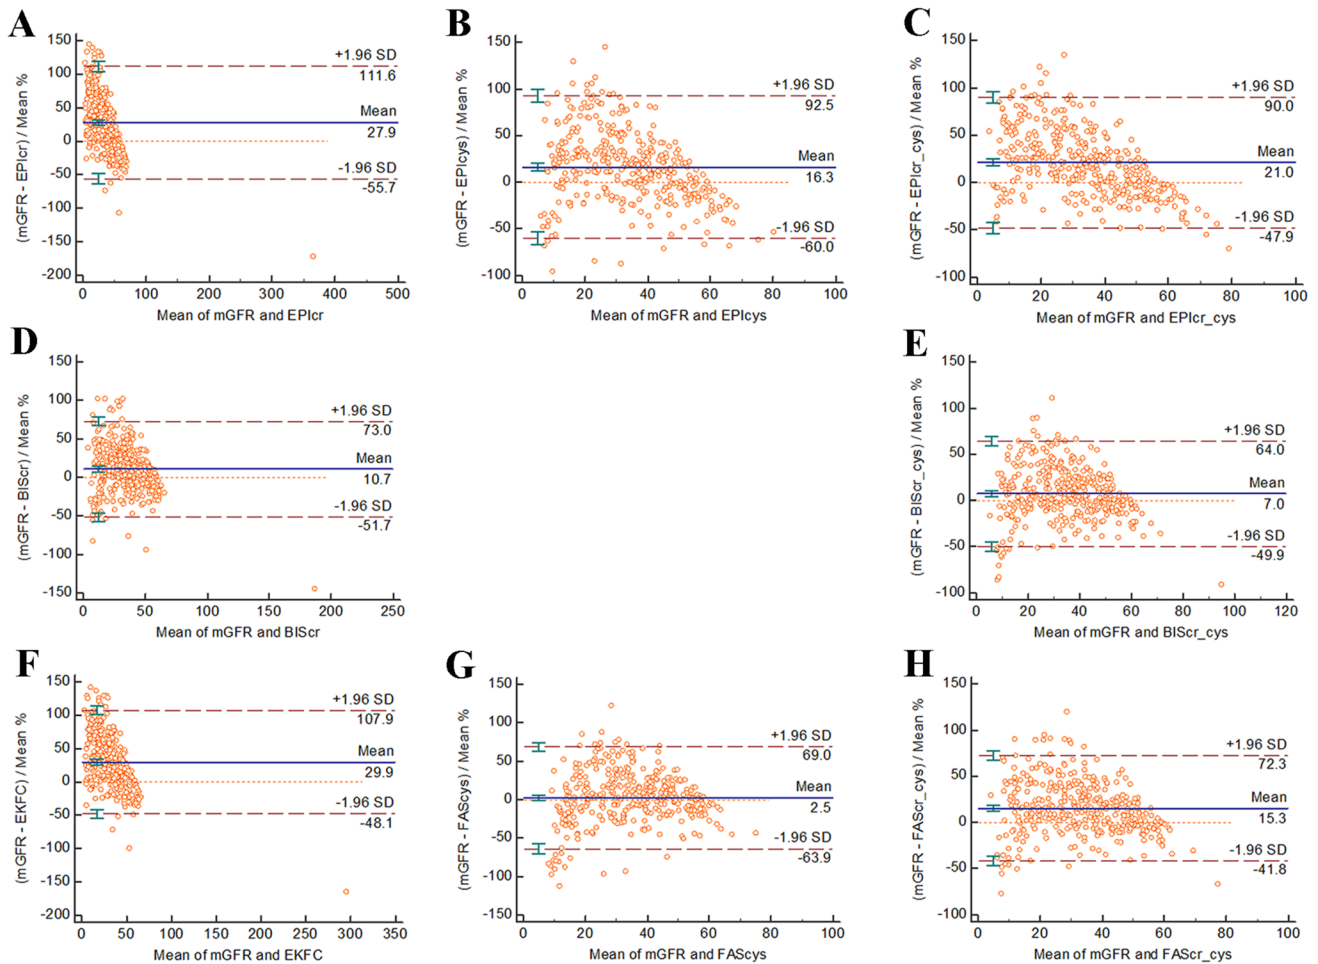 A
(mGFR - EPIcr) / Mean %
150
100
50
0
-50
-100
-150
-200
+1.96 SD
111.6
Mean
27.9
-1.96 SD
-55.7
0 100 200 300 400 500
Mean of mGFR and EPIcr
B
(mGFR - EPIcys) / Mean %
150
100
50
0
-50
-100
+1.96 SD
92.5
Mean
16.3
-1.96 SD
-60.0
0 20 40 60 80 100
Mean of mGFR and EPIcys
C
(mGFR - EPIcr_cys) / Mean %
150
100
50
0
-50
-100
+1.96 SD
90.0
Mean
21.0
-1.96 SD
-47.9
0 20 40 60 80 100
Mean of mGFR and EPIcr_cys
D
(mGFR - BIScr) / Mean %
150
100
50
0
-50
-100
-150
+1.96 SD
73.0
Mean
10.7
-1.96 SD
-51.7
0 50 100 150 200 250
Mean of mGFR and BIScr
E
(mGFR - BIScr_cys) / Mean %
150
100
50
0
-50
-100
+1.96 SD
64.0
Mean
7.0
-1.96 SD
-49.9
0 20 40 60 80 100 120
Mean of mGFR and BIScr_cys
F
(mGFR - EKFC) / Mean %
150
100
50
0
-50
-100
-150
-200
+1.96 SD
107.9
Mean
29.9
-1.96 SD
-48.1
0 50 100 150 200 250 300 350
Mean of mGFR and EKFC
G
(mGFR - FAScys) / Mean %
150
100
50
0
-50
-100
-150
+1.96 SD
69.0
Mean
2.5
-1.96 SD
-63.9
0 20 40 60 80 100
Mean of mGFR and FAScys
H
(mGFR - FAScr_cys) / Mean %
150
100
50
0
-50
-100
+1.96 SD
72.3
Mean
15.3
-1.96 SD
-41.8
0 20 40 60 80 100
Mean of mGFR and FAScr_cys